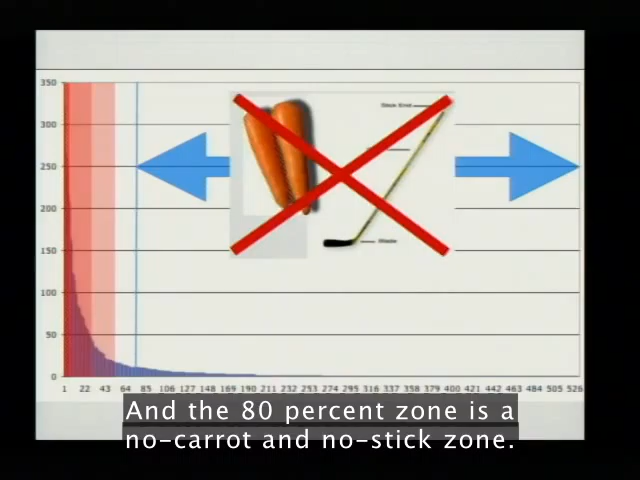 350
300
250
200
150
100
50
0
1 22 43 64 85 106 127 148 169 190 211 232 253 274 295 316 337 358 379 400 421 442 463 484 505 526
And the 80 percent zone is a
no-carrot and no-stick zone.